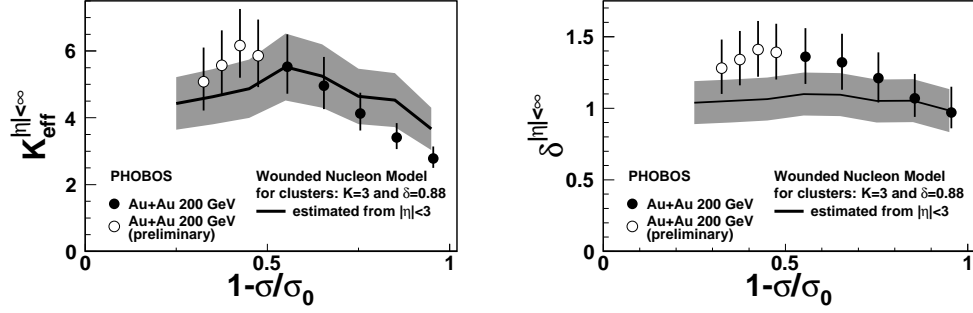 K_eff^|η|<∞
6
4
2
0
PHOBOS
Au+Au 200 GeV
Au+Au 200 GeV
(preliminary)
Wounded Nucleon Model
for clusters: K=3 and δ=0.88
estimated from |η|<3
0 0.5 1
1-σ/σ₀
δ^|η|<∞
1.5
1
0.5
0
PHOBOS
Au+Au 200 GeV
Au+Au 200 GeV
(preliminary)
Wounded Nucleon Model
for clusters: K=3 and δ=0.88
estimated from |η|<3
0 0.5 1
1-σ/σ₀